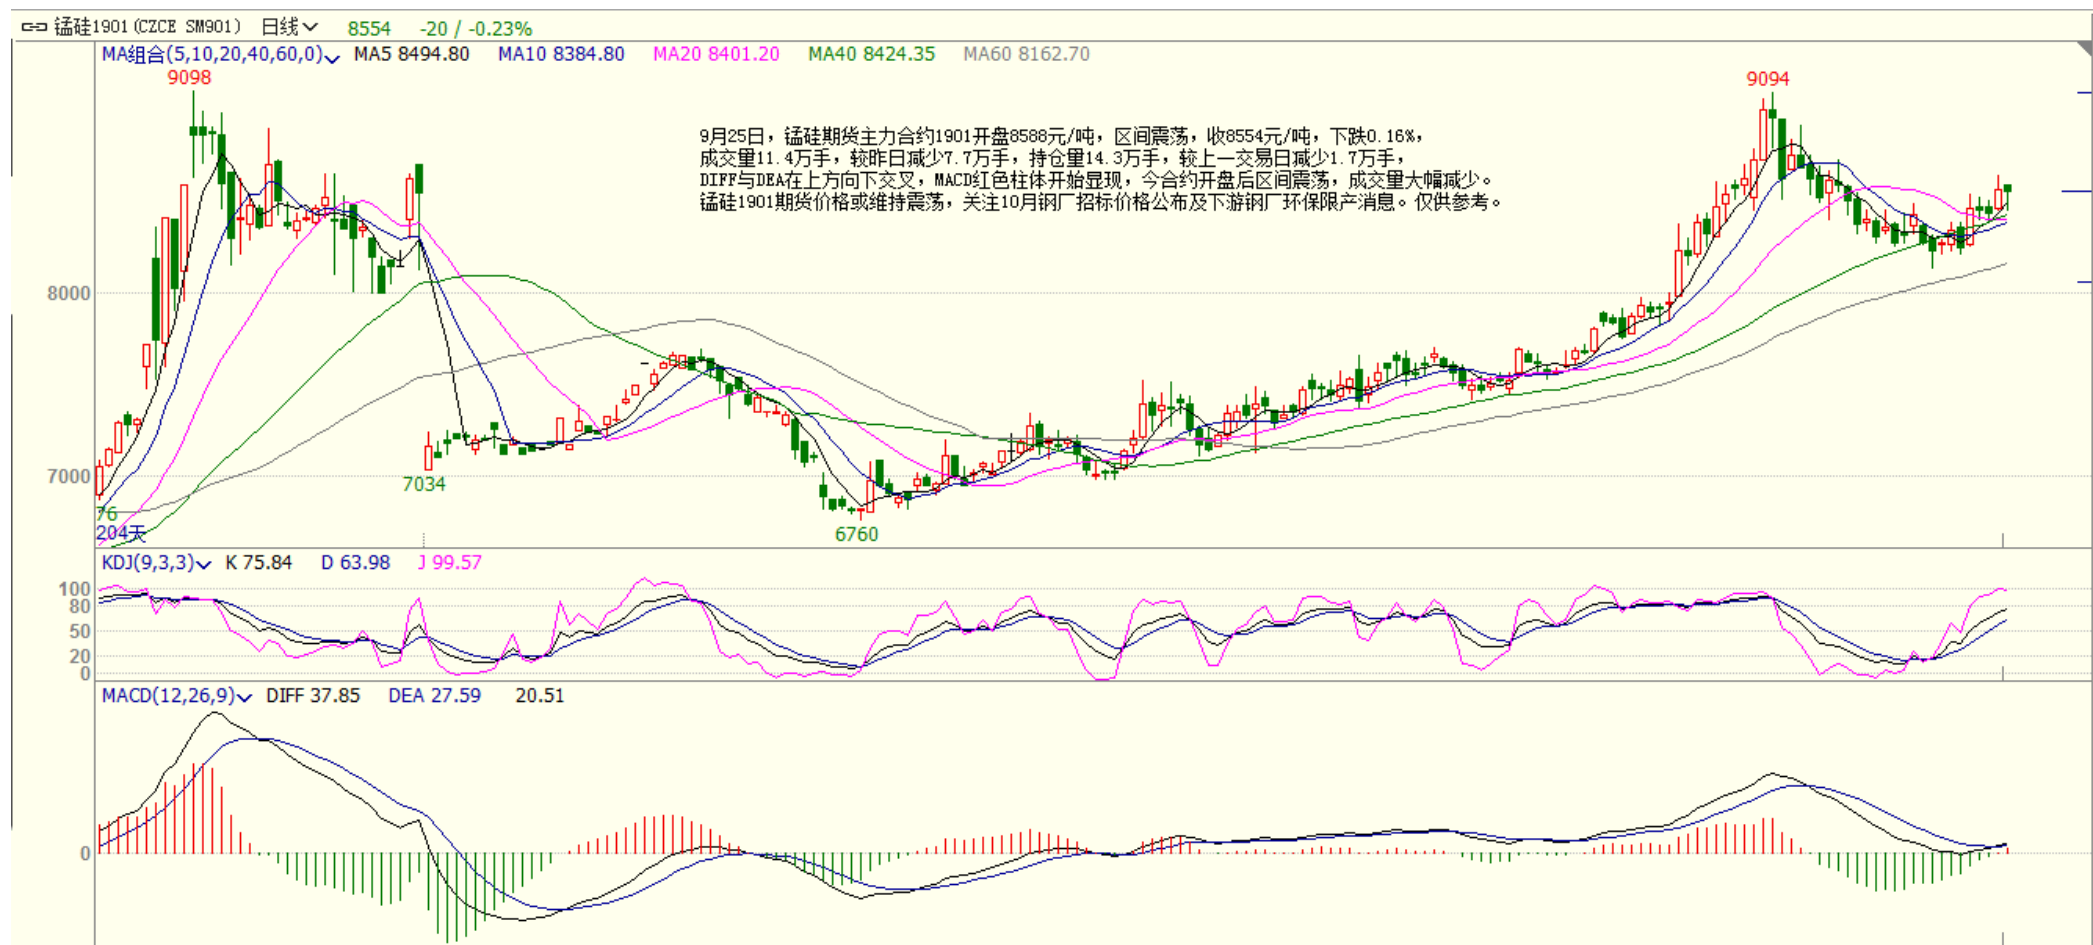 锰硅1901(CZCE SM901) 日线 8554 -20 / -0.23%
MA组合(5,10,20,40,60,0) MA5 8494.80 MA10 8384.80 MA20 8401.20 MA40 8424.35 MA60 8162.70
9098
9094
9月25日，锰硅期货主力合约1901开盘8588元/吨，区间震荡，收8554元/吨，下跌0.16%，
成交量11.4万手，较昨日减少7.7万手，持仓量14.3万手，较上一交易日减少1.7万手，
DIFF与DEA在上方向下交叉，MACD红色柱体开始显现，今合约开盘后区间震荡，成交量大幅减少。
锰硅1901期货价格或维持震荡，关注10月钢厂招标价格公布及下游钢厂环保限产消息。仅供参考。
8000
7000
7034
76
204天
6760
KDJ(9,3,3) K 75.84 D 63.98 J 99.57
100
80
50
20
0
MACD(12,26,9) DIFF 37.85 DEA 27.59 20.51
0